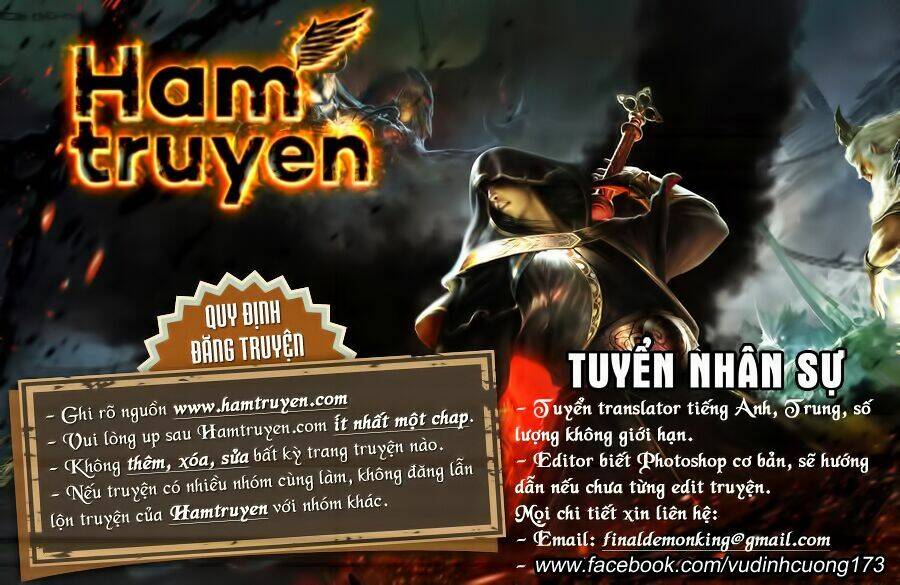 Ham
truyen
QUY ĐỊNH
ĐĂNG TRUYỆN
- Ghi rõ nguồn www.hamtruyen.com
- Vui lòng up sau Hamtruyen.com ít nhất một chap.
- Không thêm, xóa, sửa bất kỳ trang truyện nào.
- Nếu truyện có nhiều nhóm cùng làm, không đăng lẫn
lộn truyện của Hamtruyen với nhóm khác.
TUYỂN NHÂN SỰ
- Tuyển translator tiếng Anh, Trung, số
lượng không giới hạn.
- Editor biết Photoshop cơ bản, sẽ hướng
dẫn nếu chưa từng edit truyện.
Mọi chi tiết xin liên hệ:
- Email: finaldemonking@gmail.com
- www.facebook.com/vudinhcuong173